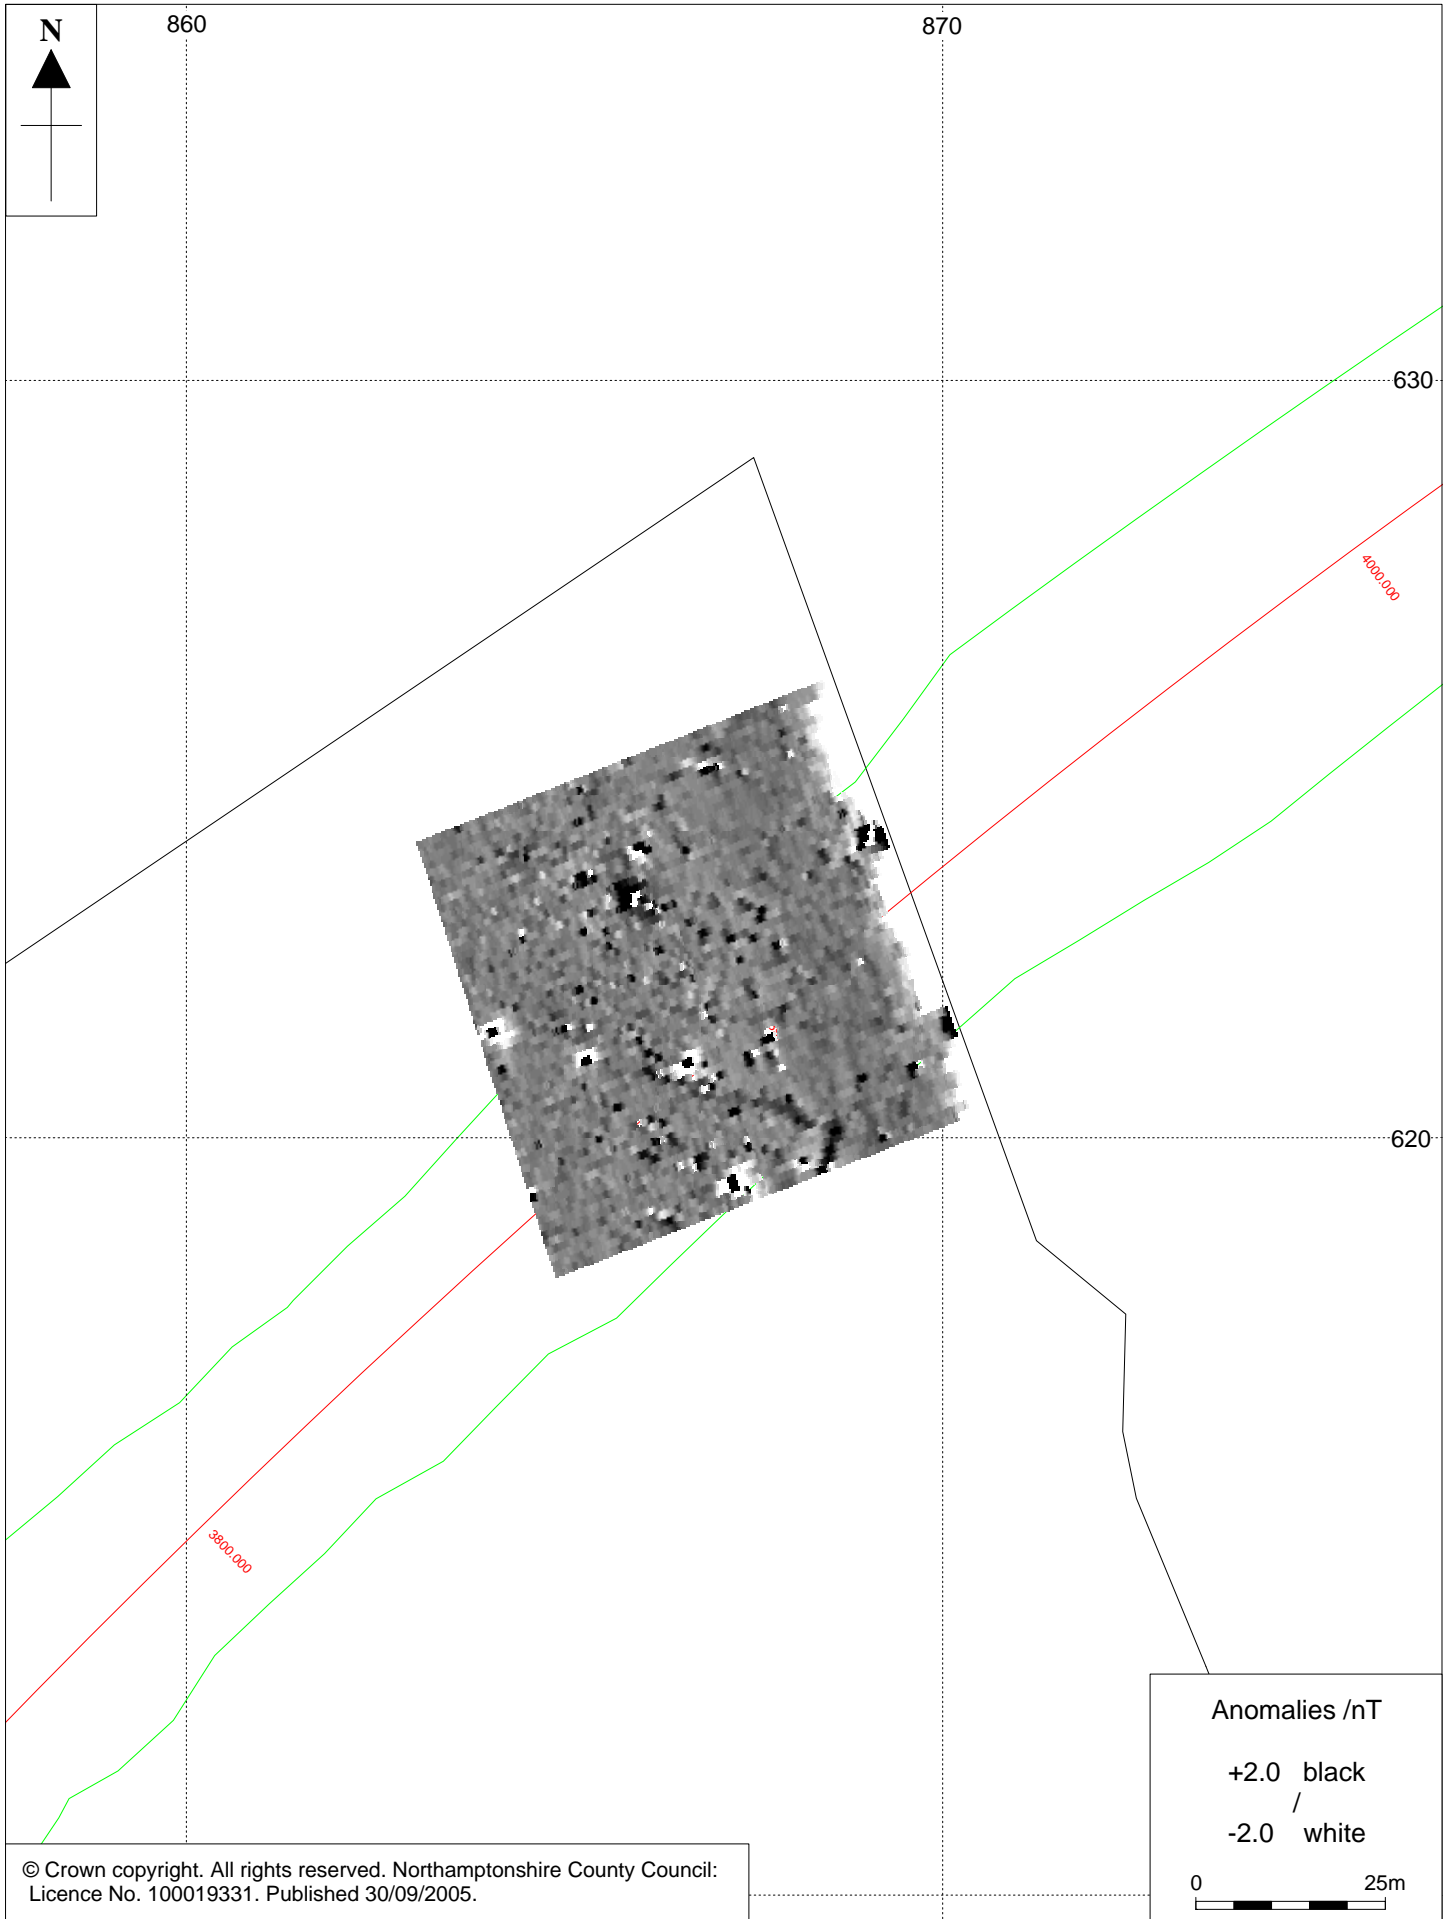 N
860
870
630
4000.000
620
3800.000
Anomalies /nT
+2.0 black
/
-2.0 white
0 25m
© Crown copyright. All rights reserved. Northamptonshire County Council:
Licence No. 100019331. Published 30/09/2005.